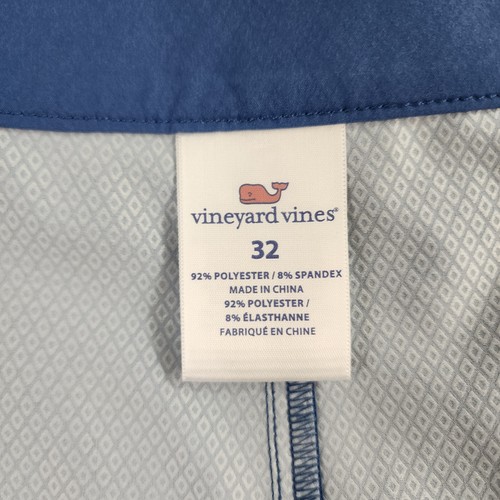 vineyard vines®
32
92% POLYESTER / 8% SPANDEX
MADE IN CHINA
92% POLYESTER /
8% ÉLASTHANNE
FABRIQUÉ EN CHINE